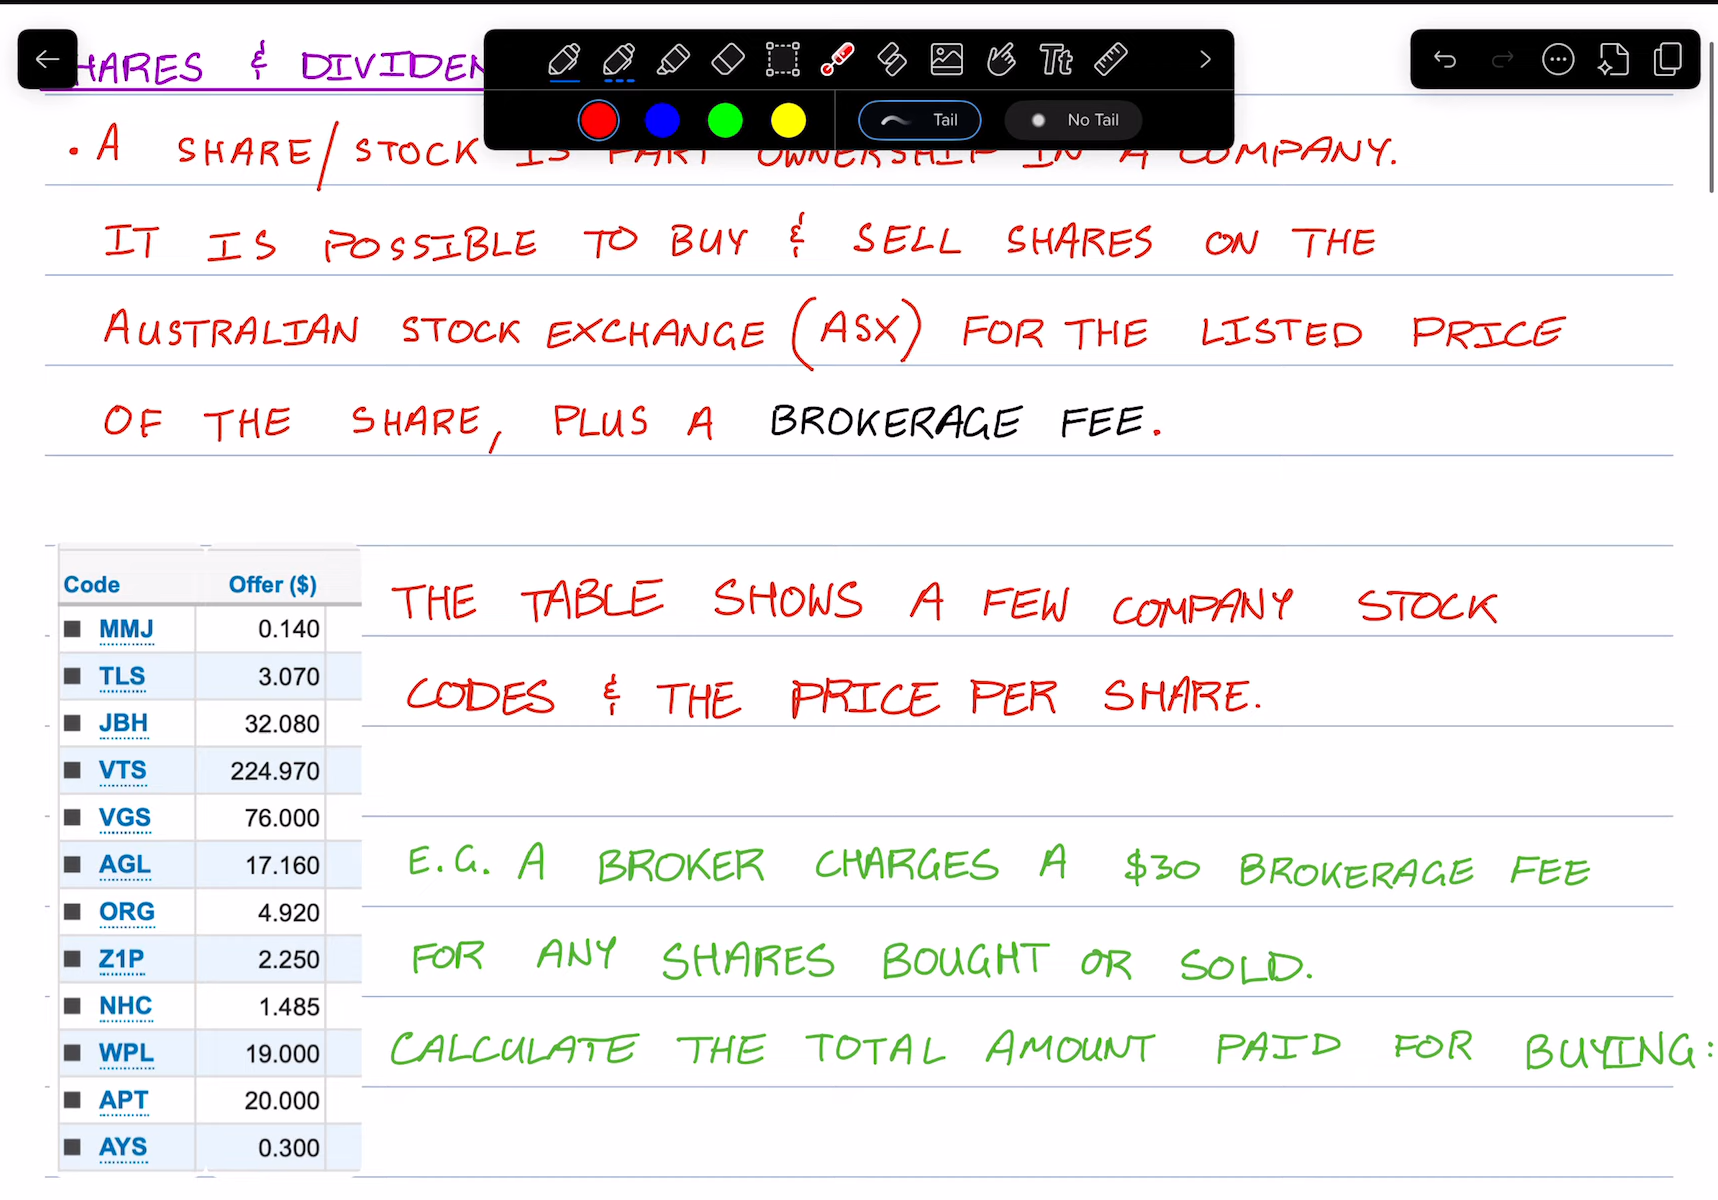 HARES & DIVIDEN
Tail
No Tail
• A SHARE/STOCK IS PART OWNERSHIP IN A COMPANY.
IT IS POSSIBLE TO BUY & SELL SHARES ON THE
AUSTRALIAN STOCK EXCHANGE (ASX) FOR THE LISTED PRICE
OF THE SHARE, PLUS A BROKERAGE FEE.
Code Offer ($)
MMJ 0.140
TLS 3.070
JBH 32.080
VTS 224.970
VGS 76.000
AGL 17.160
ORG 4.920
Z1P 2.250
NHC 1.485
WPL 19.000
APT 20.000
AYS 0.300
THE TABLE SHOWS A FEW COMPANY STOCK
CODES & THE PRICE PER SHARE.
E.G. A BROKER CHARGES A $30 BROKERAGE FEE
FOR ANY SHARES BOUGHT OR SOLD.
CALCULATE THE TOTAL AMOUNT PAID FOR BUYING: